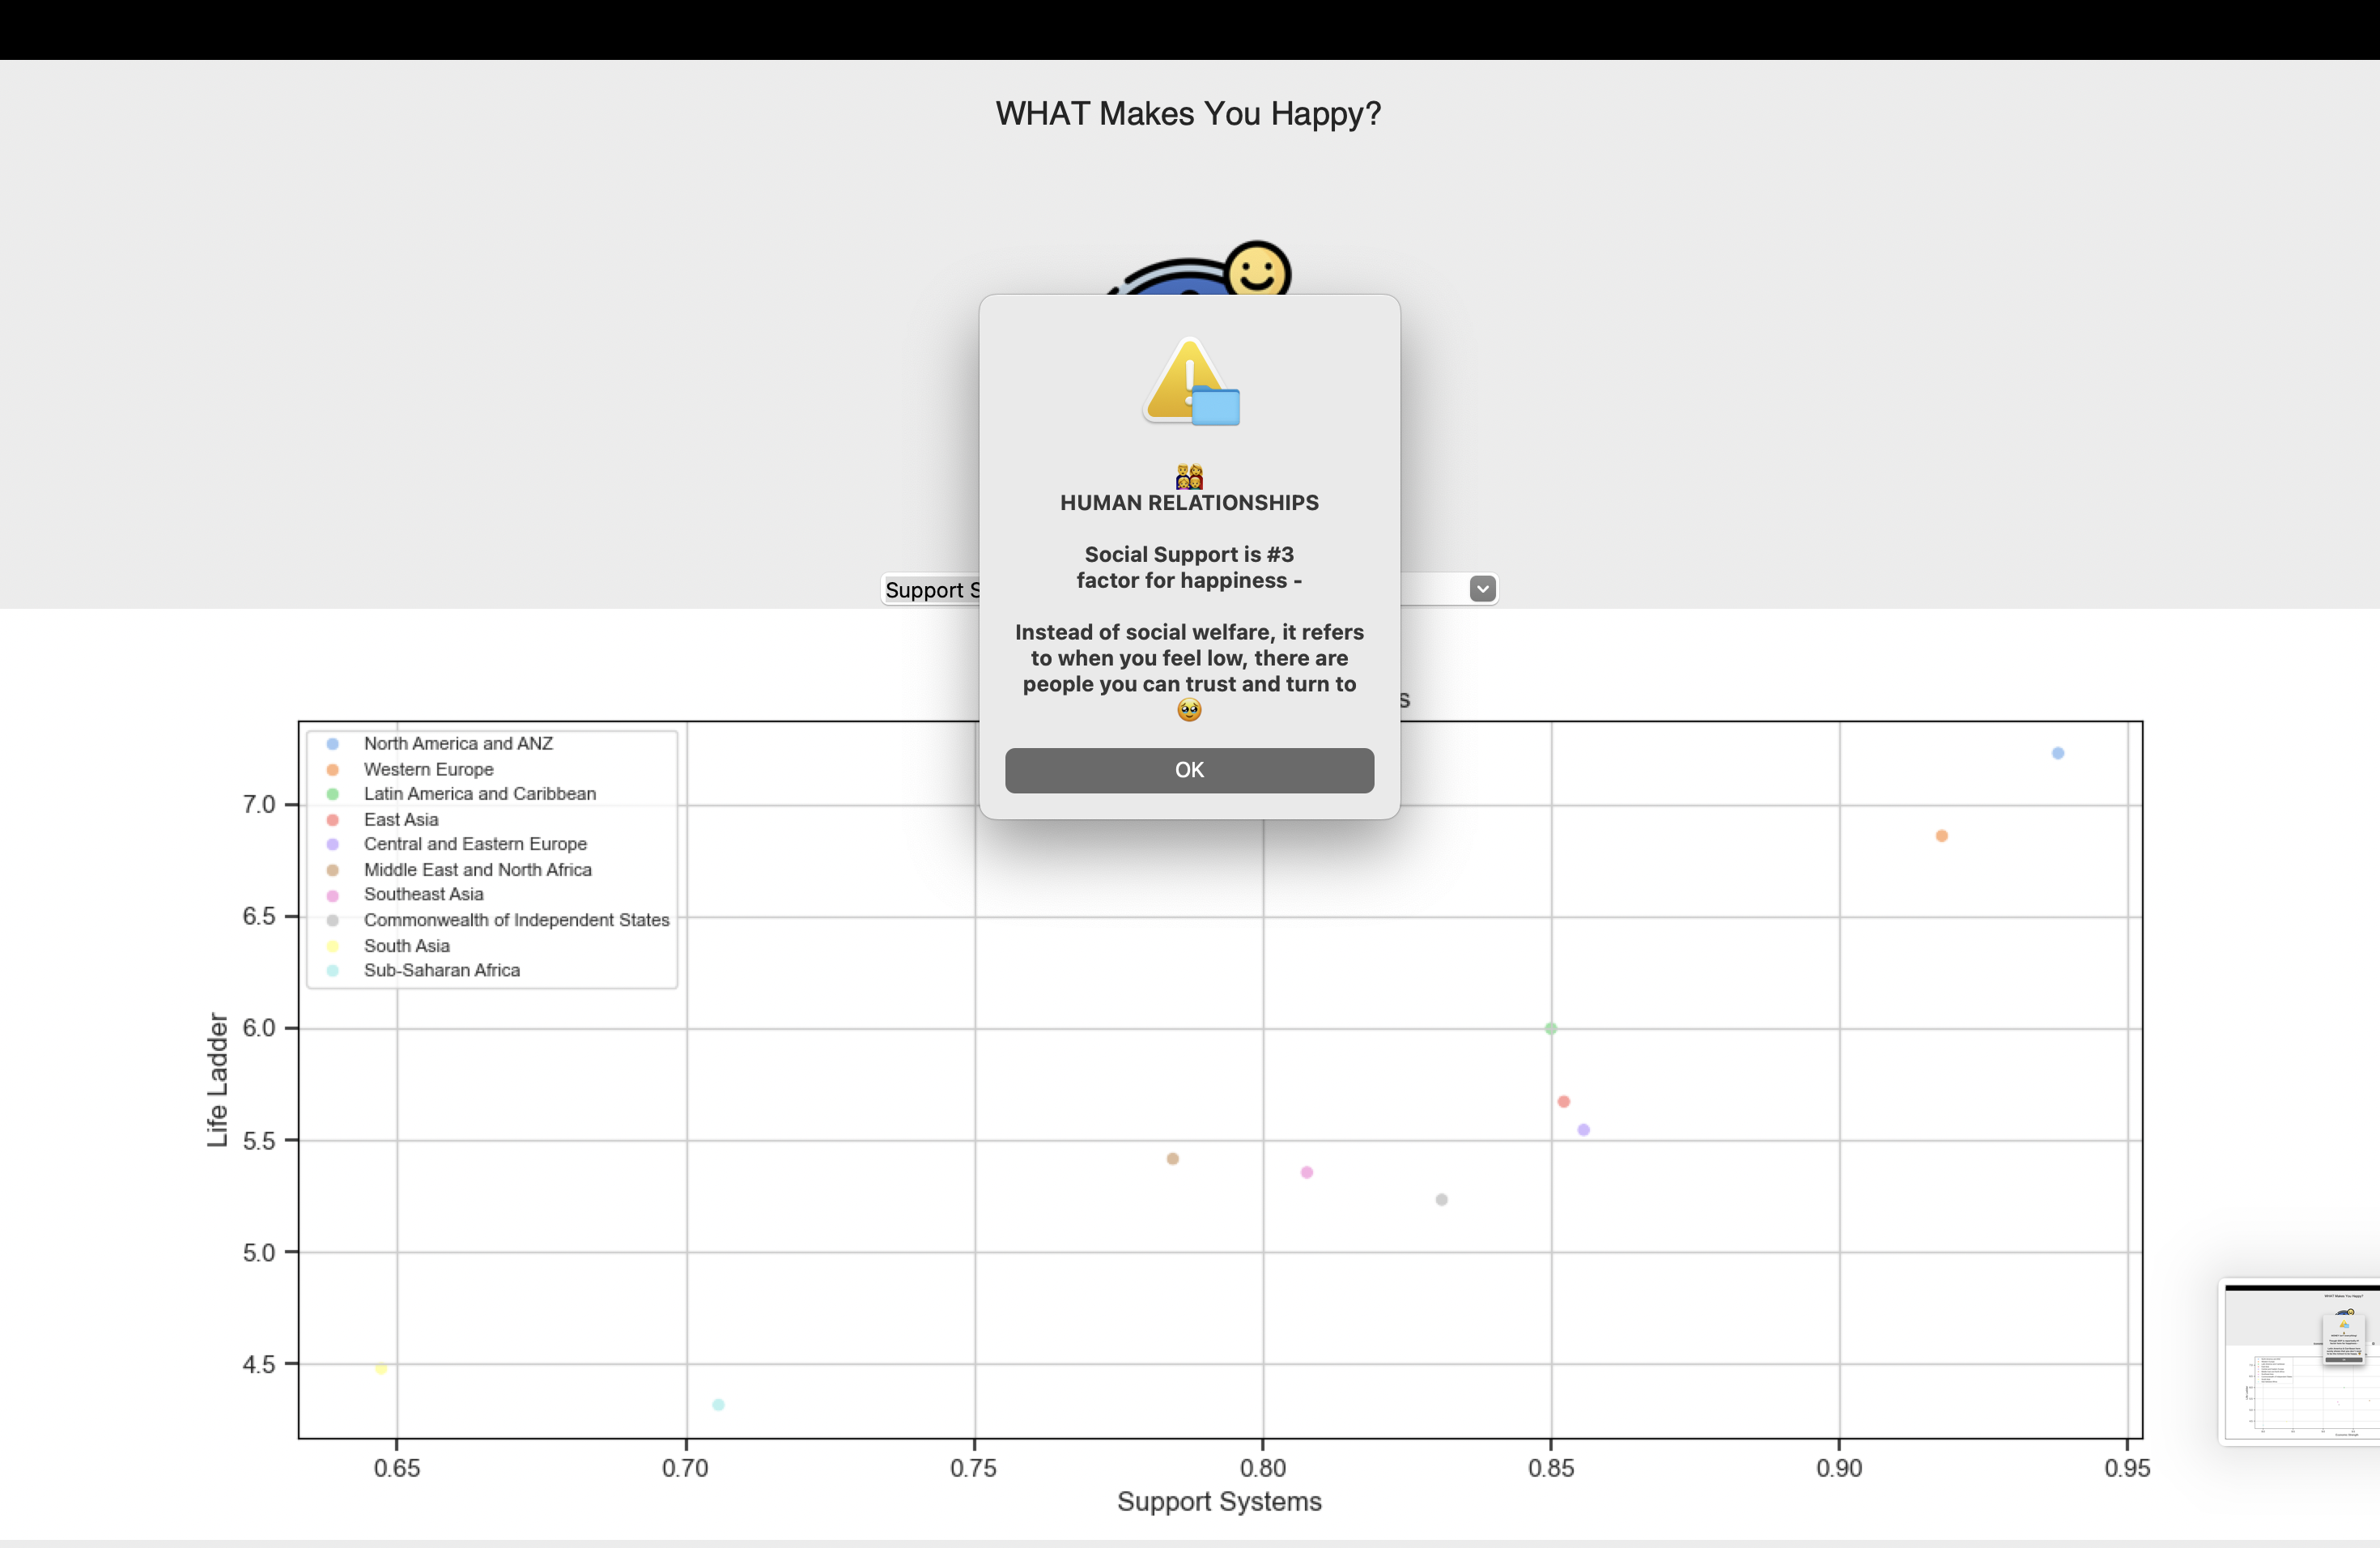 WHAT Makes You Happy?
HUMAN RELATIONSHIPS
Social Support is #3
factor for happiness -
Instead of social welfare, it refers
to when you feel low, there are
people you can trust and turn to
OK
Support S
s
North America and ANZ
Western Europe
Latin America and Caribbean
East Asia
Central and Eastern Europe
Middle East and North Africa
Southeast Asia
Commonwealth of Independent States
South Asia
Sub-Saharan Africa
Life Ladder
7.0
6.5
6.0
5.5
5.0
4.5
0.65 0.70 0.75 0.80 0.85 0.90 0.95
Support Systems
WHAT Makes You Happy?